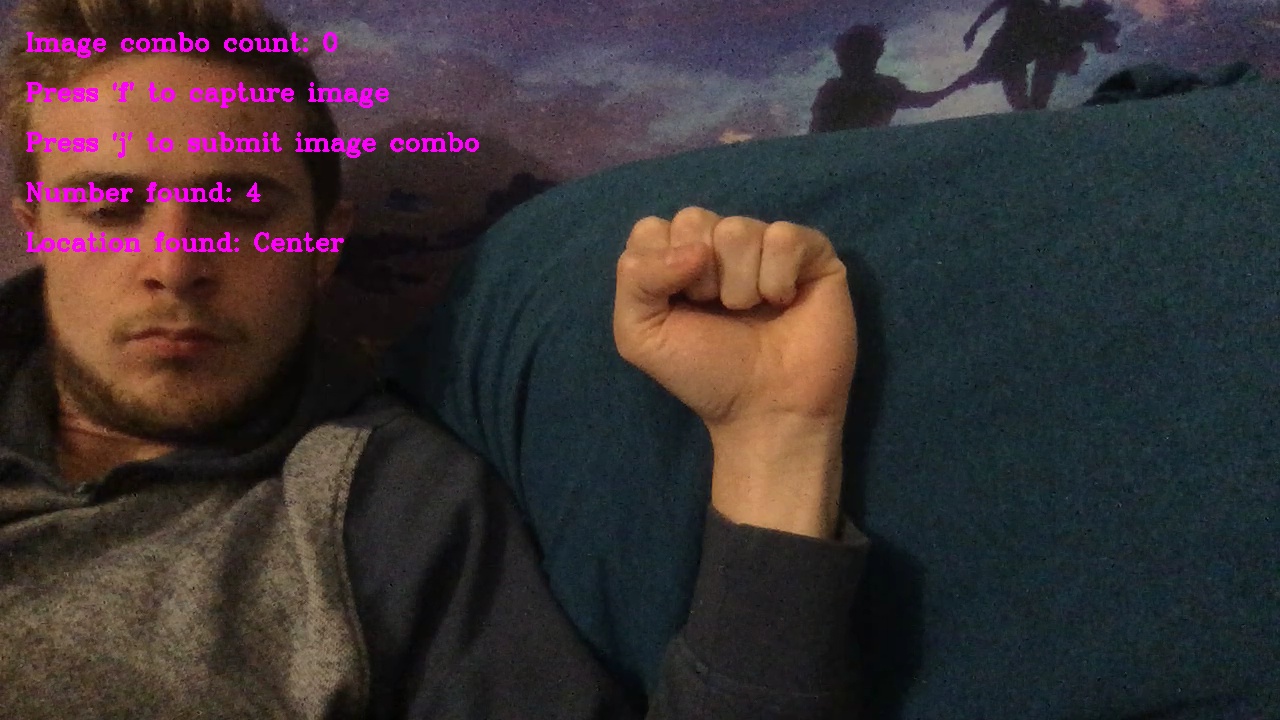 Image combo count: 0
Press 'f' to capture image
Press 'j' to submit image combo
Number found: 4
Location found: Center